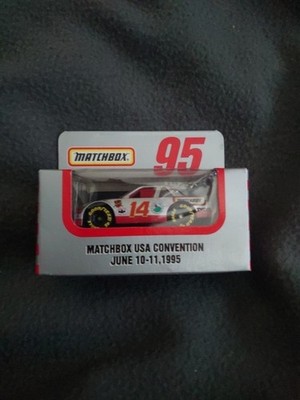 MATCHBOX
95
14
MATCHBOX USA CONVENTION
JUNE 10-11, 1995